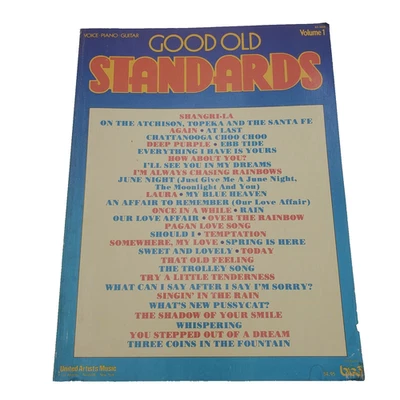 VOICE·PIANO·GUITAR
Volume 1
GOOD OLD
STANDARDS
SHANGRI-LA
ON THE ATCHISON, TOPEKA AND THE SANTA FE
AGAIN • AT LAST
CHATTANOOGA CHOO CHOO
DEEP PURPLE • EBB TIDE
EVERYTHING I HAVE IS YOURS
HOW ABOUT YOU?
I'LL SEE YOU IN MY DREAMS
I'M ALWAYS CHASING RAINBOWS
JUNE NIGHT (Just Give Me A June Night,
The Moonlight And You)
LAURA • MY BLUE HEAVEN
AN AFFAIR TO REMEMBER (Our Love Affair)
ONCE IN A WHILE • RAIN
OUR LOVE AFFAIR • OVER THE RAINBOW
PAGAN LOVE SONG
SHOULD I • TEMPTATION
SOMEWHERE, MY LOVE • SPRING IS HERE
SWEET AND LOVELY • TODAY
THAT OLD FEELING
THE TROLLEY SONG
TRY A LITTLE TENDERNESS
WHAT CAN I SAY AFTER I SAY I'M SORRY?
SINGIN' IN THE RAIN
WHAT'S NEW PUSSYCAT?
THE SHADOW OF YOUR SMILE
WHISPERING
YOU STEPPED OUT OF A DREAM
THREE COINS IN THE FOUNTAIN
United Artists Music